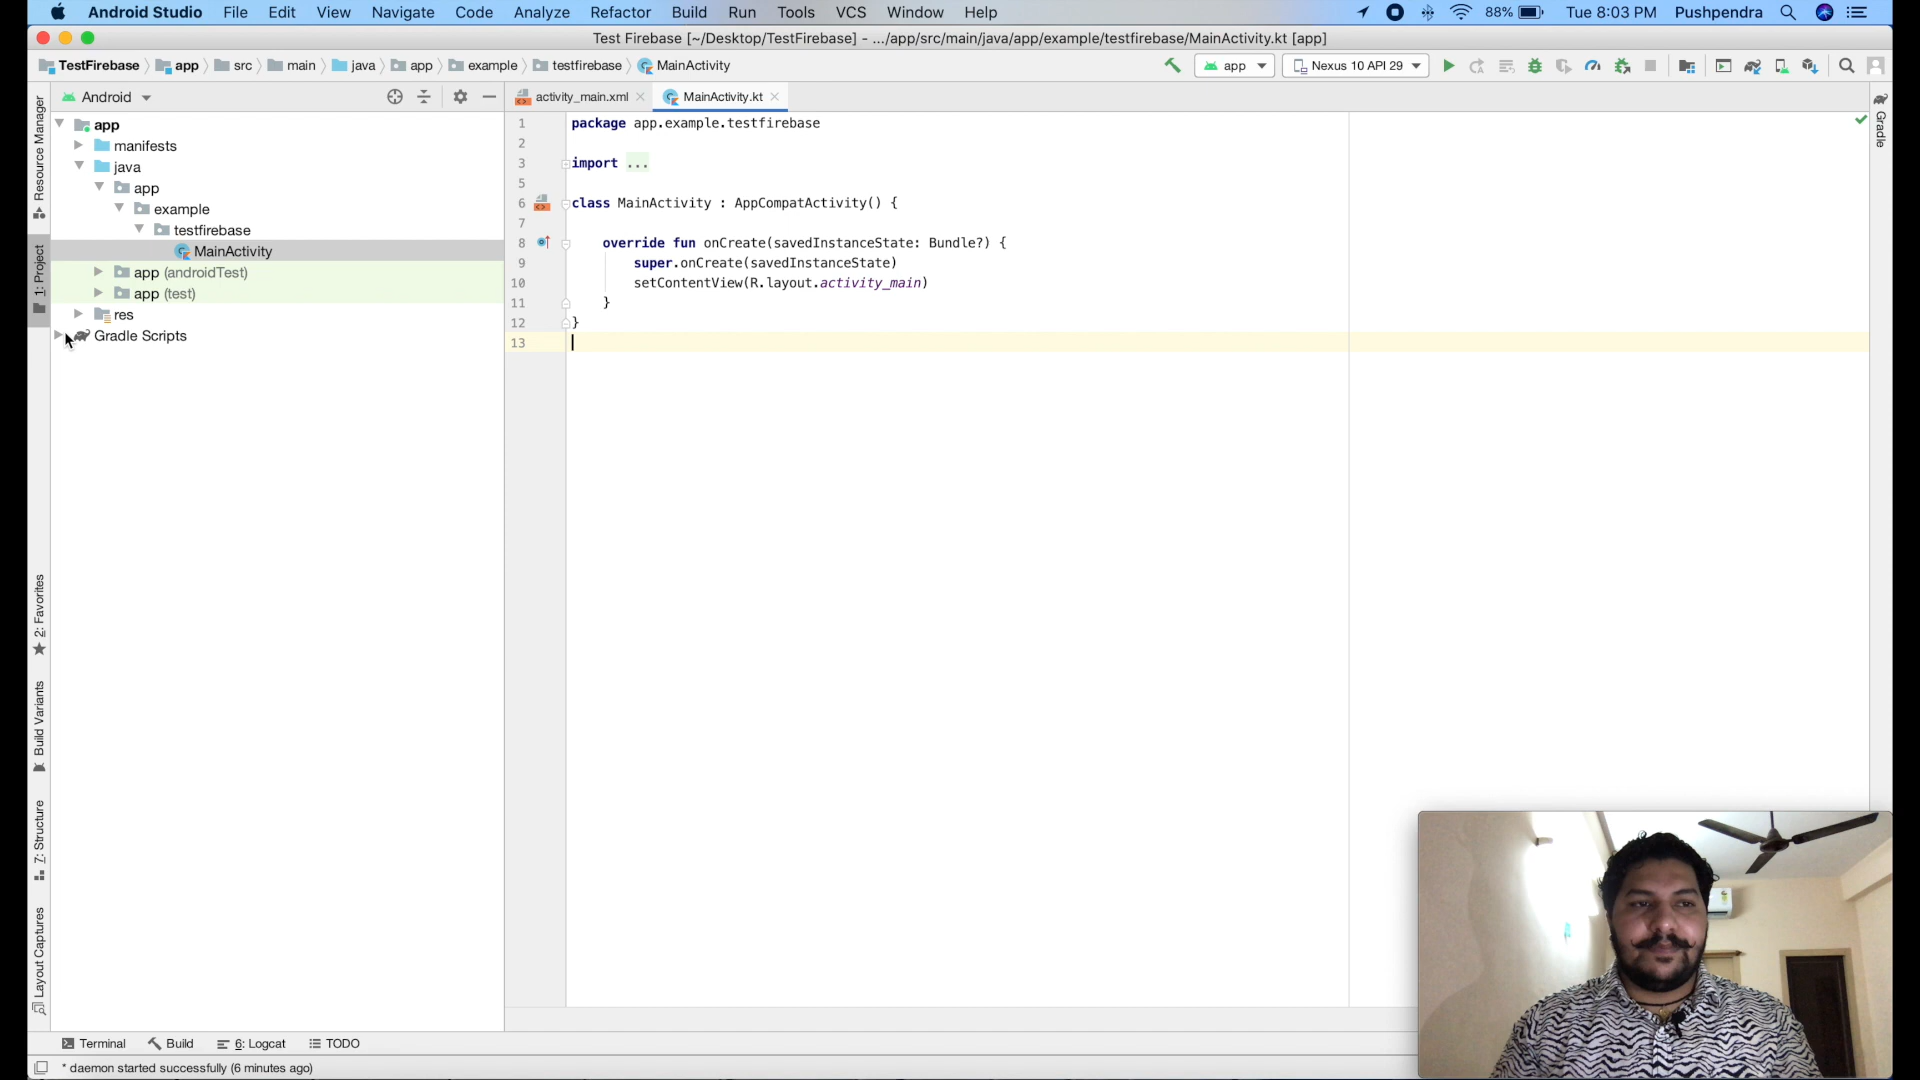 Android Studio File Edit View Navigate Code Analyze Refactor Build Run Tools VCS Window Help 88% Tue 8:03 PM Pushpendra
Test Firebase [~/Desktop/TestFirebase] - .../app/src/main/java/app/example/testfirebase/MainActivity.kt [app]
TestFirebase app src main java app example testfirebase MainActivity app Nexus 10 API 29
Android activity_main.xml MainActivity.kt
Resource Manager
1: Project
2: Favorites
Build Variants
7: Structure
Layout Captures
app
manifests
java
app
example
testfirebase
MainActivity
app (androidTest)
app (test)
res
Gradle Scripts
1 package app.example.testfirebase
2
3 import ...
5
6 class MainActivity : AppCompatActivity() {
7
8 override fun onCreate(savedInstanceState: Bundle?) {
9 super.onCreate(savedInstanceState)
10 setContentView(R.layout.activity_main)
11 }
12 }
13
Gradle
Terminal Build 6: Logcat TODO
* daemon started successfully (6 minutes ago)